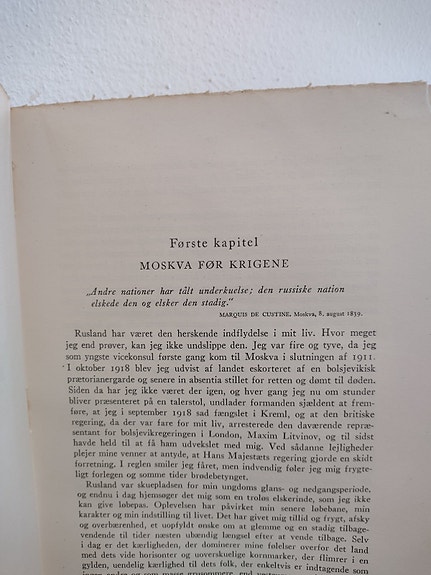 Første kapitel
MOSKVA FØR KRIGENE
„Andre nationer har tålt underkuelse; den russiske nation
elskede den og elsker den stadig.“
MARQUIS DE CUSTINE, Moskva, 8. august 1839.
Rusland har været den herskende indflydelse i mit liv. Hvor meget
jeg end prøver, kan jeg ikke undslippe den. Jeg var fire og tyve, da jeg
som yngste vicekonsul første gang kom til Moskva i slutningen af 1911.
I oktober 1918 blev jeg udvist af landet eskorteret af en bolsjevikisk
prætorianergarde og senere in absentia stillet for retten og dømt til døden.
Siden da har jeg ikke været der igen, og hver gang jeg nu om stunder
bliver præsenteret på en talerstol, undlader formanden sjældent at frem-
føre, at jeg i september 1918 sad fængslet i Kreml, og at den britiske
regering, da der var fare for mit liv, arresterede den daværende repræ-
sentant for bolsjevikregeringen i London, Maxim Litvinov, og til sidst
havde held til at få ham udvekslet med mig. Ved sådanne lejligheder
plejer mine venner at antyde, at Hans Majestæts regering gjorde en skidt
forretning. I reglen smiler jeg fåret, men indvendig føler jeg mig frygte-
ligt forlegen og somme tider brødebetynget.
Rusland var skuepladsen for min ungdoms glans- og nedgangsperiode,
og endnu i dag hjemsøger det mig som en troløs elskerinde, som jeg ikke
kan give løbepas. Oplevelsen har påvirket min senere løbebane, min
karakter og min indstilling til livet. Det har givet mig tillid og frygt, afsky
og overbærenhed, et uopfyldt ønske om at glemme og en stadig tilbage-
vendende til tider næsten ubændig længsel efter at vende tilbage. Selv
i dag er det kærligheden, der dominerer mine følelser overfor det land
med dets vide horisonter og uoverskuelige kornmarker, der flimrer i en
gylden, uendelig kærlighed til dets folk, der enkeltvis er indtagende som